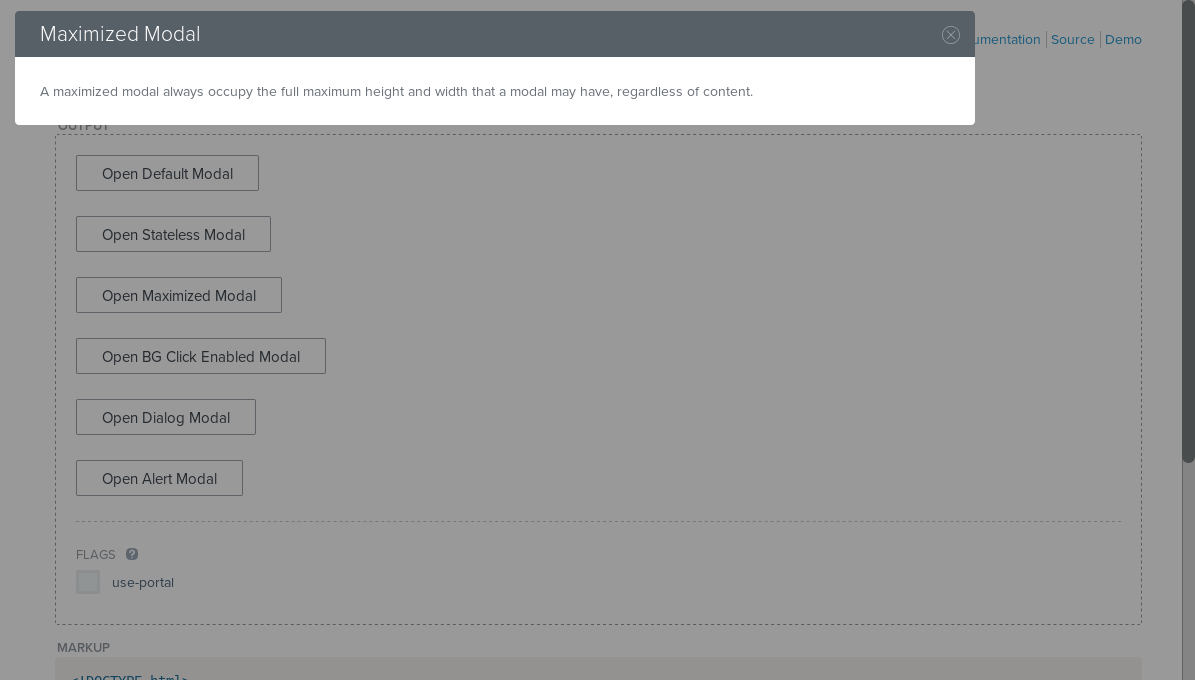 Maximized Modal
Source Demo
A maximized modal always occupy the full maximum height and width that a modal may have, regardless of content.
OUTPUT
Open Default Modal
Open Stateless Modal
Open Maximized Modal
Open BG Click Enabled Modal
Open Dialog Modal
Open Alert Modal
FLAGS ?
use-portal
MARKUP
<!DOCTYPE html>